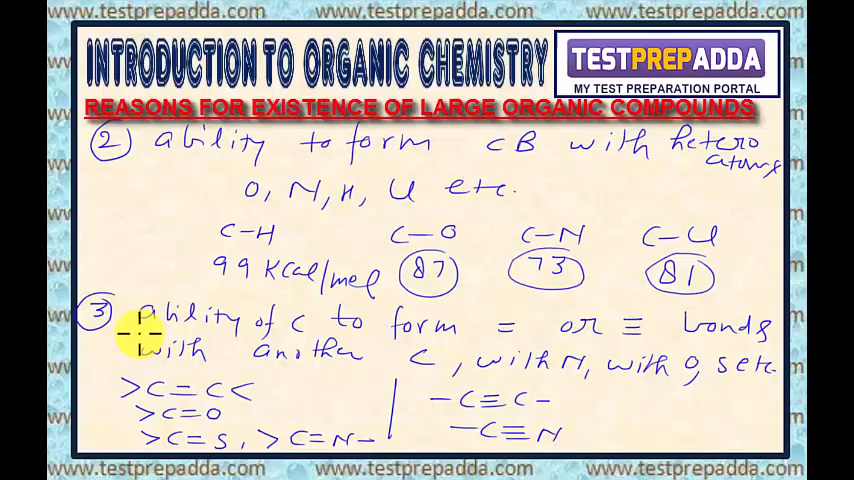 www.testprepadda.com www.testprepadda.com www.testprepadda.com
INTRODUCTION TO ORGANIC CHEMISTRY
TESTPREPADDA
MY TEST PREPARATION PORTAL
REASONS FOR EXISTENCE OF LARGE ORGANIC COMPOUNDS
(2) ability to form CB with hetero
atoms
O, N, H, Cl etc.
C-H C-O C-N C-Cl
99 Kcal/mol 87 73 81
(3) ability of C to form = or ≡ bonds
with another C, with N, with O, S etc
>C=C< -C≡C-
>C=O -C≡N
>C=S, >C=N-
www.testprepadda.com www.testprepadda.com www.testprepadda.com